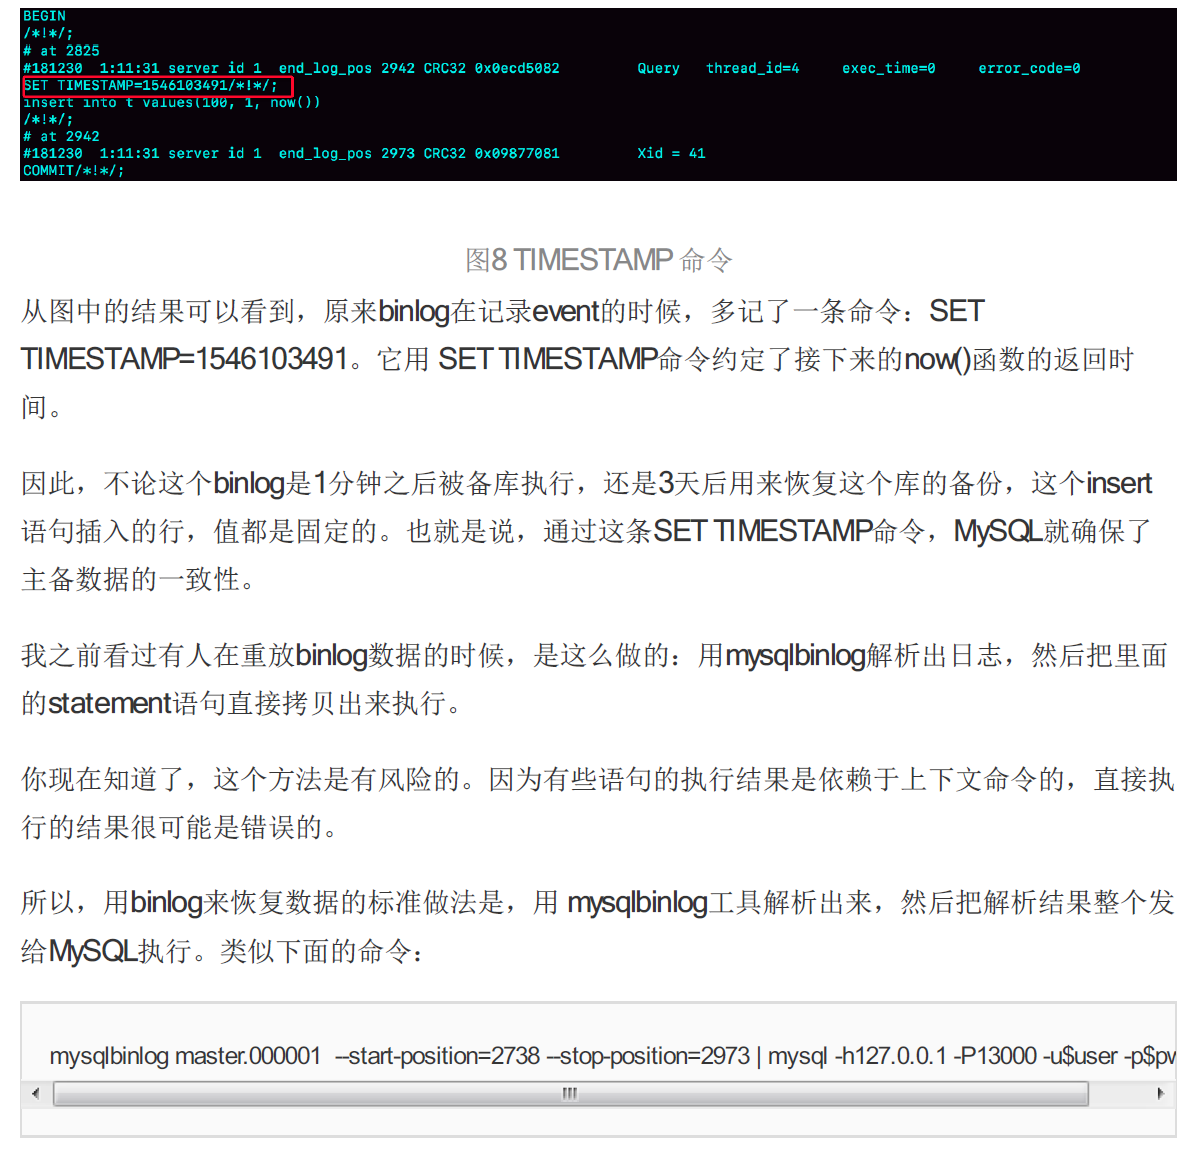 BEGIN
/*!*/;
# at 2825
#181230  1:11:31 server id 1  end_log_pos 2942 CRC32 0x0ecd5082         Query   thread_id=4     exec_time=0     error_code=0
SET TIMESTAMP=1546103491/*!*/;
insert into t values(100, 1, now())
/*!*/;
# at 2942
#181230  1:11:31 server id 1  end_log_pos 2973 CRC32 0x09877081         Xid = 41
COMMIT/*!*/;
图8 TIMESTAMP 命令
从图中的结果可以看到，原来binlog在记录event的时候，多记了一条命令：SET
TIMESTAMP=1546103491。它用 SET TIMESTAMP命令约定了接下来的now()函数的返回时
间。
因此，不论这个binlog是1分钟之后被备库执行，还是3天后用来恢复这个库的备份，这个insert
语句插入的行，值都是固定的。也就是说，通过这条SET TIMESTAMP命令，MySQL就确保了
主备数据的一致性。
我之前看过有人在重放binlog数据的时候，是这么做的：用mysqlbinlog解析出日志，然后把里面
的statement语句直接拷贝出来执行。
你现在知道了，这个方法是有风险的。因为有些语句的执行结果是依赖于上下文命令的，直接执
行的结果很可能是错误的。
所以，用binlog来恢复数据的标准做法是，用 mysqlbinlog工具解析出来，然后把解析结果整个发
给MySQL执行。类似下面的命令：
mysqlbinlog master.000001  --start-position=2738 --stop-position=2973 | mysql -h127.0.0.1 -P13000 -u$user -p$pw